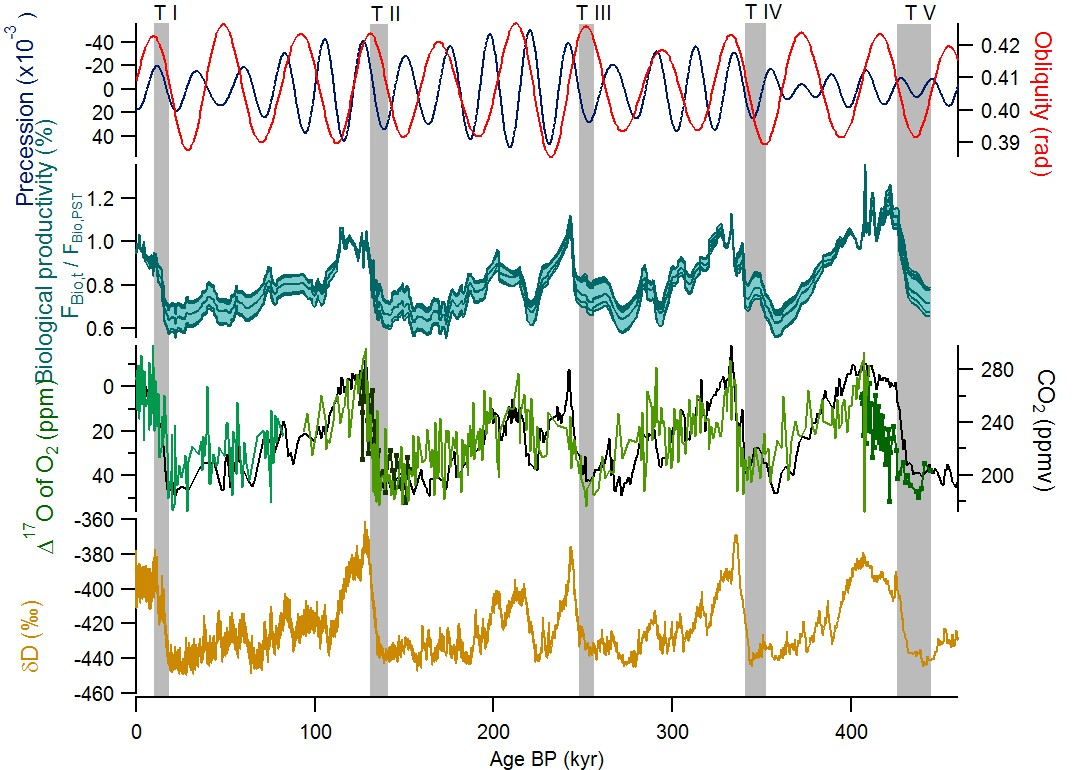 T I
T II
T III
T IV
T V
Precession (x10⁻³ )
-40
-20
0
20
40
Obliquity (rad)
0.42
0.41
0.40
0.39
Biological productivity (%)
F Bio,t / F Bio,PST
1.2
1.0
0.8
0.6
Δ¹⁷O of O₂ (ppm)
0
20
40
CO₂ (ppmv)
280
240
200
δD (‰)
-360
-380
-400
-420
-440
-460
0
100
200
300
400
Age BP (kyr)